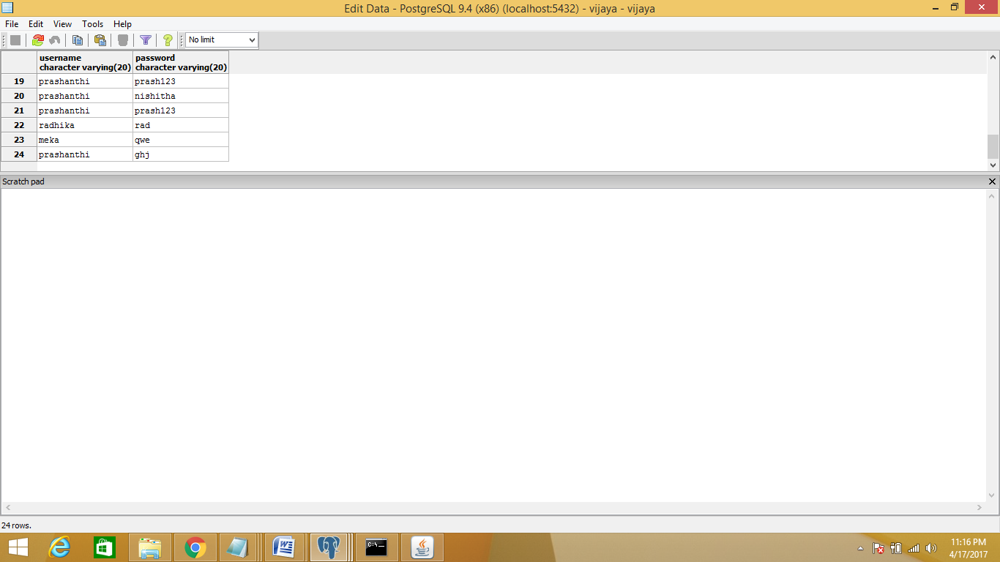 Edit Data - PostgreSQL 9.4 (x86) (localhost:5432) - vijaya - vijaya
File Edit View Tools Help
No limit
username password
character varying(20) character varying(20)
19 prashanthi prash123
20 prashanthi nishitha
21 prashanthi prash123
22 radhika rad
23 meka qwe
24 prashanthi ghj
Scratch pad
24 rows.
C:\_
11:16 PM
4/17/2017